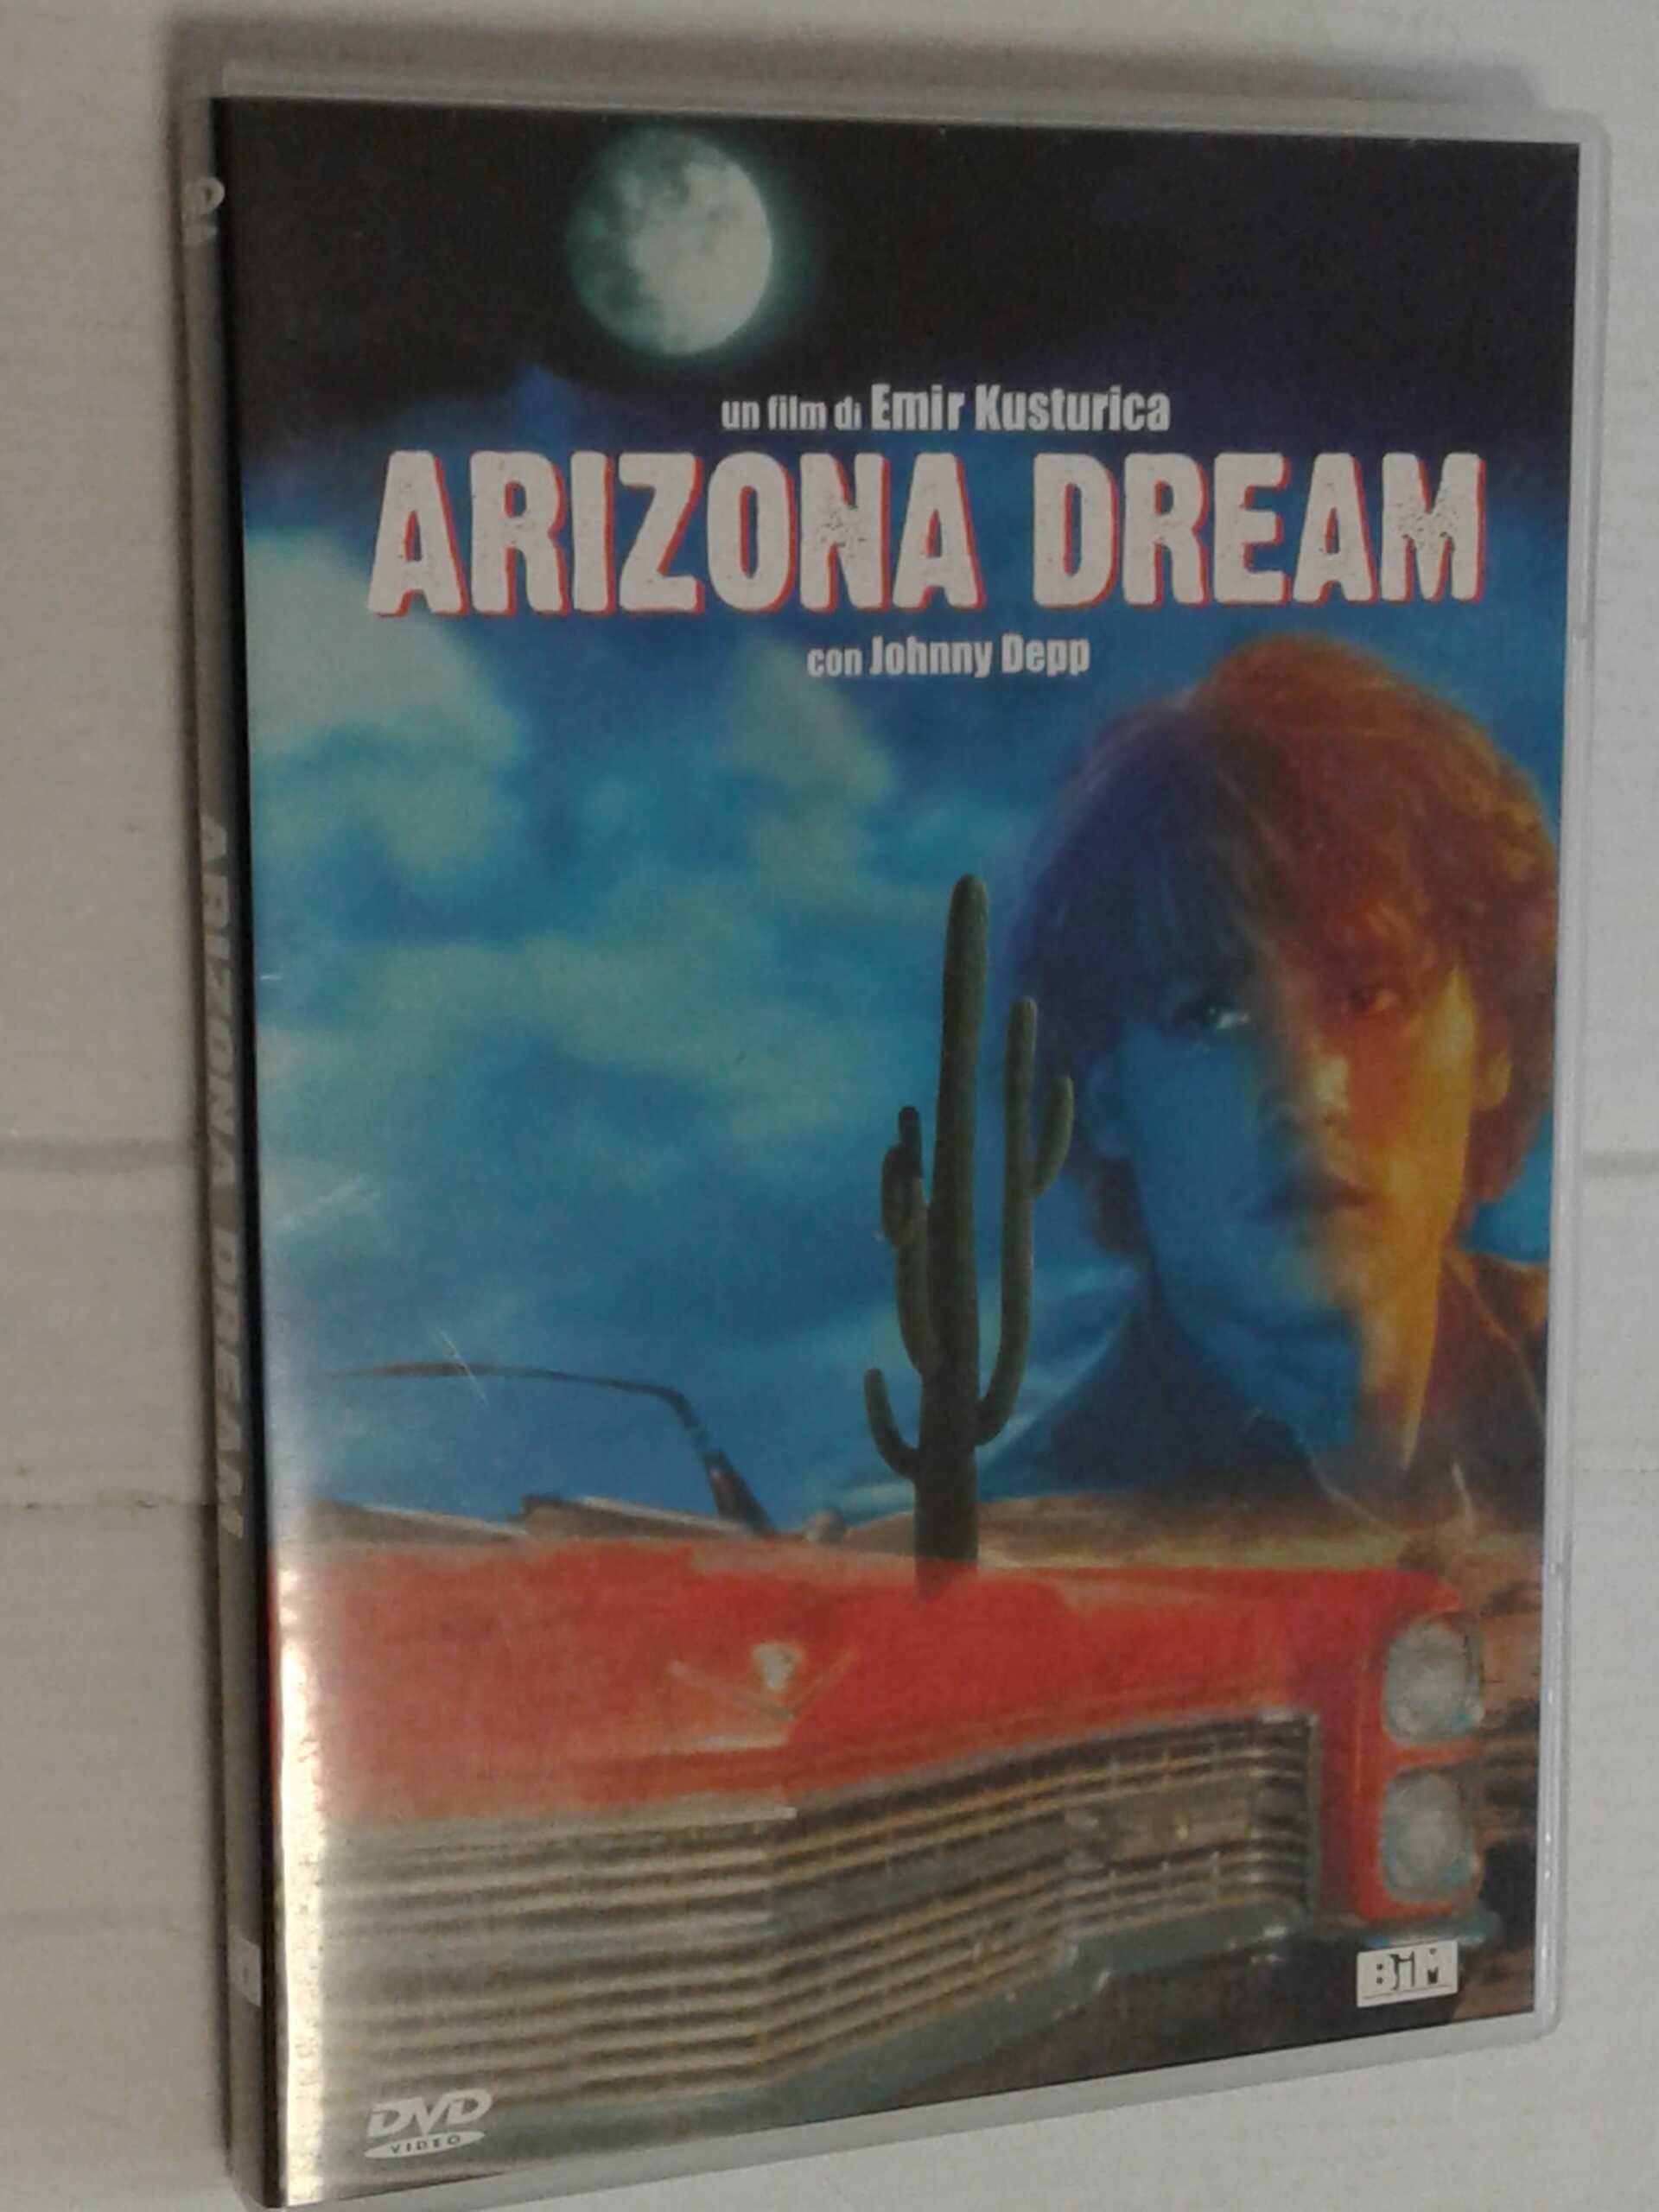 un film di Emir Kusturica
ARIZONA DREAM
con Johnny Depp
ARIZONA DREAM
BiM
DVD
VIDEO